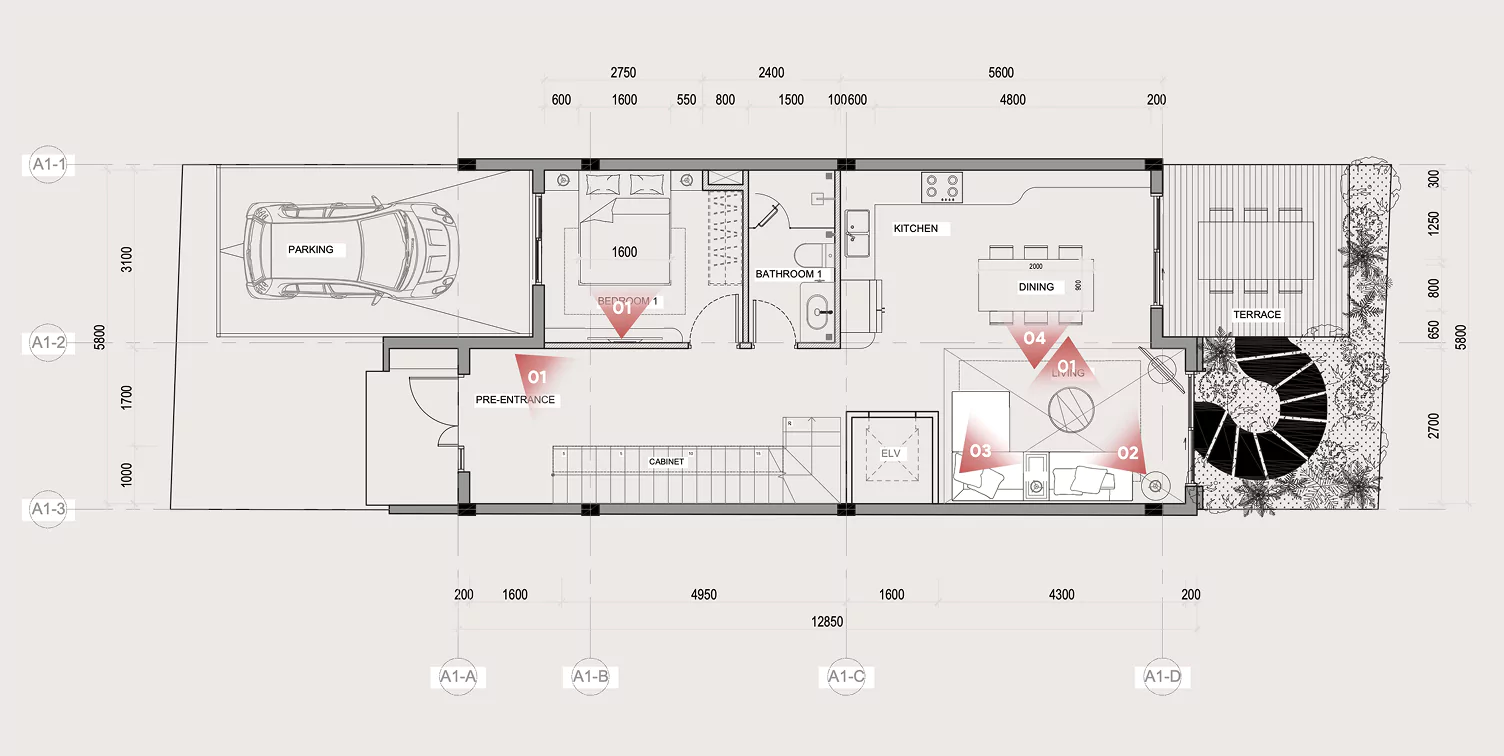 2750 2400 5600
600 1600 550 800 1500 100 600 4800 200
A1-1
A1-2
A1-3
5800
3100
1700
1000
PARKING
1600
BEDROOM 1
01
BATHROOM 1
KITCHEN
2000
900
DINING
04
01
LIVING
TERRACE
300
1250
800
650
2700
5800
01
PRE-ENTRANCE
R
5 10 15
CABINET
ELV
03
02
200 1600 4950 1600 4300 200
12850
A1-A A1-B A1-C A1-D